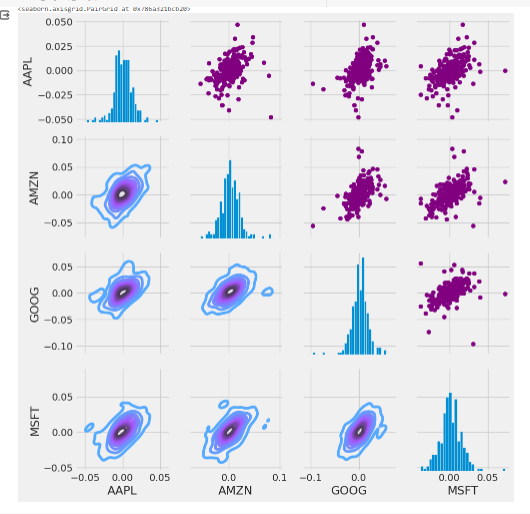 <seaborn.axisgrid.PairGrid at 0x786a321bcb20>
0.050
0.025
0.000
−0.025
−0.050
AAPL
0.10
0.05
0.00
−0.05
AMZN
0.05
0.00
−0.05
−0.10
GOOG
0.05
0.00
−0.05
MSFT
−0.05 0.00 0.05 0.0 0.1 −0.1 0.0 0.00 0.05
AAPL AMZN GOOG MSFT